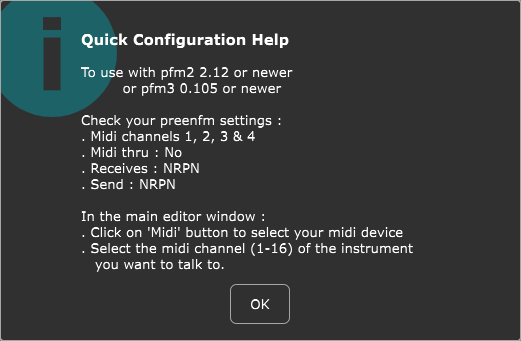 Quick Configuration Help
To use with pfm2 2.12 or newer
or pfm3 0.105 or newer
Check your preenfm settings :
. Midi channels 1, 2, 3 & 4
. Midi thru : No
. Receives : NRPN
. Send : NRPN
In the main editor window :
. Click on 'Midi' button to select your midi device
. Select the midi channel (1-16) of the instrument
you want to talk to.
OK